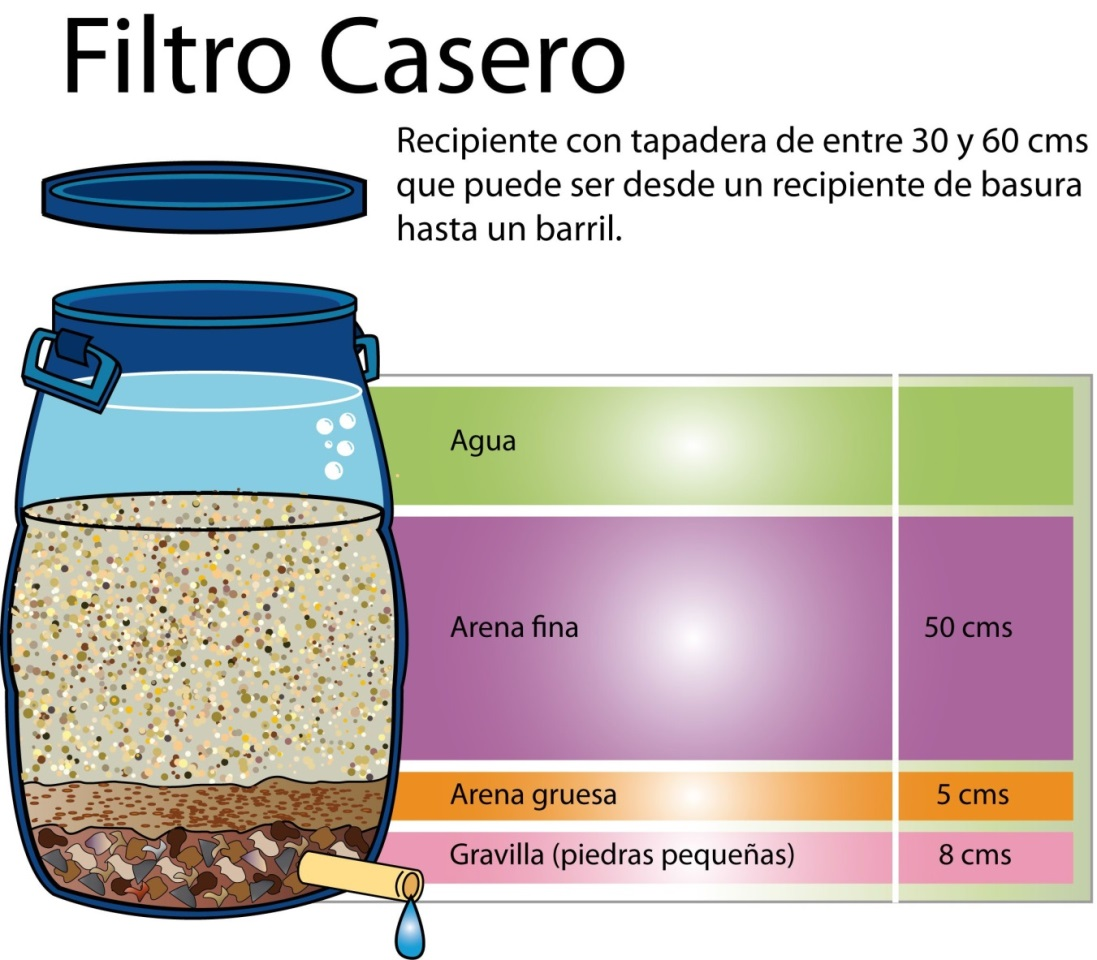 Filtro Casero
Recipiente con tapadera de entre 30 y 60 cms
que puede ser desde un recipiente de basura
hasta un barril.
Agua
Arena fina 50 cms
Arena gruesa 5 cms
Gravilla (piedras pequeñas) 8 cms